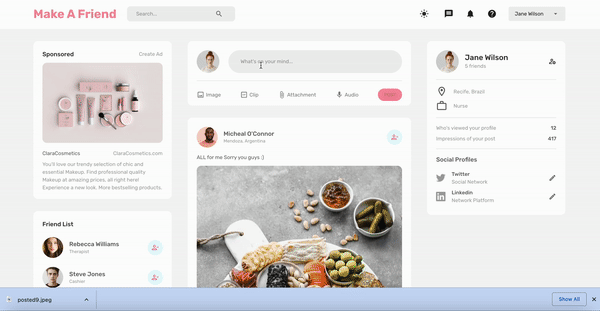 Make A Friend
Search...
Jane Wilson
Sponsored
Create Ad
ClaraCosmetics
ClaraCosmetics.com
You'll love our trendy selection of chic and
essential Makeup. Find professional quality
Makeup at amazing prices, all right here!
Experience a new look. More bestselling products.
Friend List
Rebecca Williams
Therapist
Steve Jones
Cashier
What's on your mind...
Image
Clip
Attachment
Audio
Micheal O'Connor
Mendoza, Argentina
ALL for me Sorry you guys :)
Jane Wilson
5 friends
Recife, Brasil
Nurse
Who's viewed your profile
12
Impressions of your post
417
Social Profiles
Twitter
Social Network
Linkedin
Network Platform
posted9.jpeg
Show All